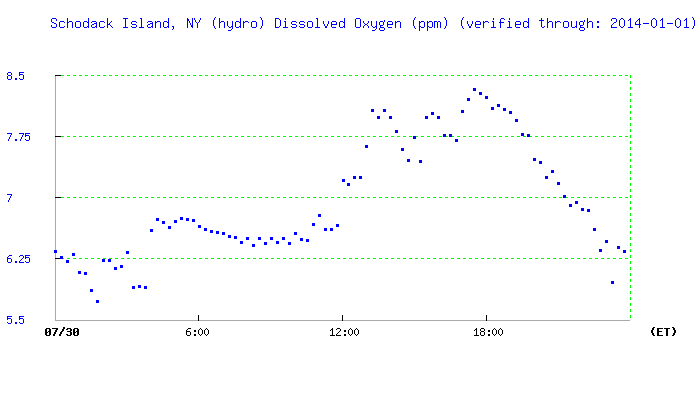 Schodack Island, NY (hydro) Dissolved Oxygen (ppm) (verified through: 2014-01-01)
8.5
7.75
7
6.25
5.5
07/30 6:00 12:00 18:00 (ET)